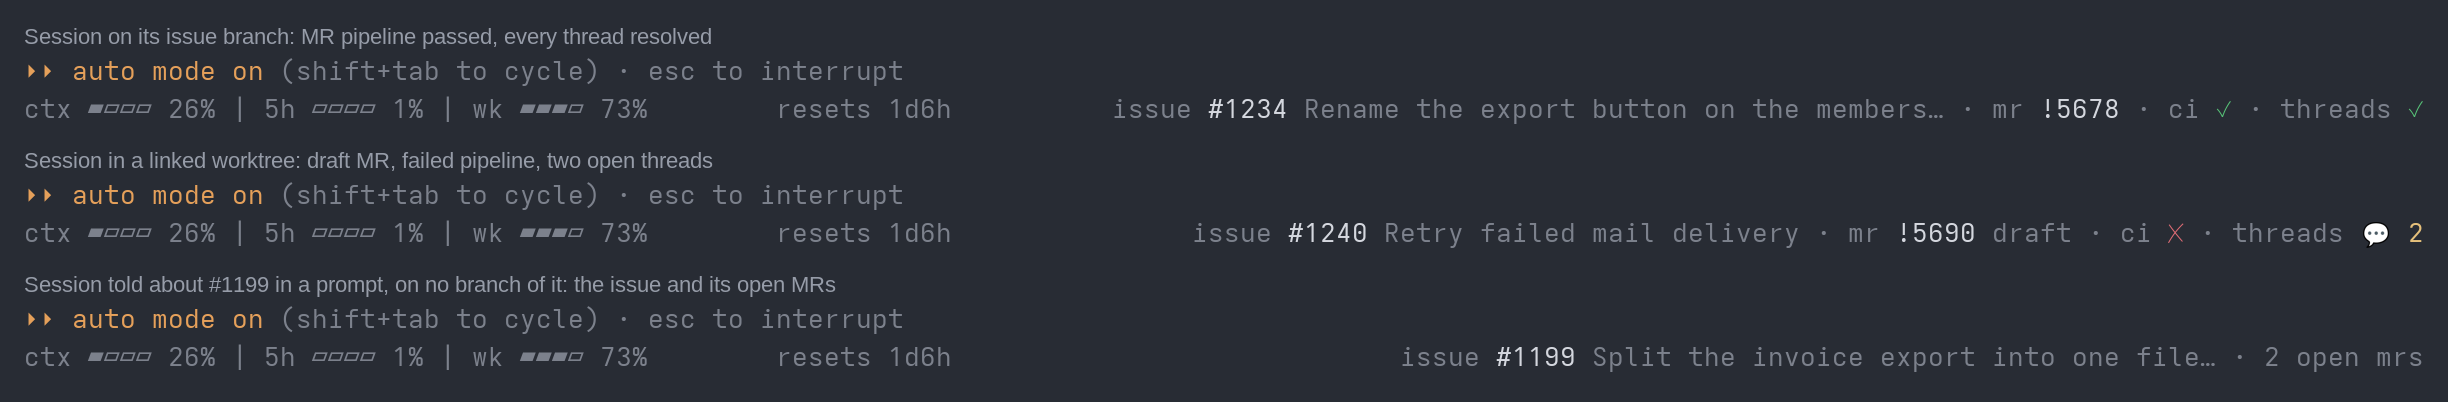 Session on its issue branch: MR pipeline passed, every thread resolved
⏵⏵ auto mode on (shift+tab to cycle) · esc to interrupt
ctx ▰▱▱▱ 26% | 5h ▱▱▱▱ 1% | wk ▰▰▰▱ 73% resets 1d6h issue #1234 Rename the export button on the members… · mr !5678 · ci ✓ · threads ✓
Session in a linked worktree: draft MR, failed pipeline, two open threads
⏵⏵ auto mode on (shift+tab to cycle) · esc to interrupt
ctx ▰▱▱▱ 26% | 5h ▱▱▱▱ 1% | wk ▰▰▰▱ 73% resets 1d6h issue #1240 Retry failed mail delivery · mr !5690 draft · ci ✗ · threads 💬 2
Session told about #1199 in a prompt, on no branch of it: the issue and its open MRs
⏵⏵ auto mode on (shift+tab to cycle) · esc to interrupt
ctx ▰▱▱▱ 26% | 5h ▱▱▱▱ 1% | wk ▰▰▰▱ 73% resets 1d6h issue #1199 Split the invoice export into one file… · 2 open mrs